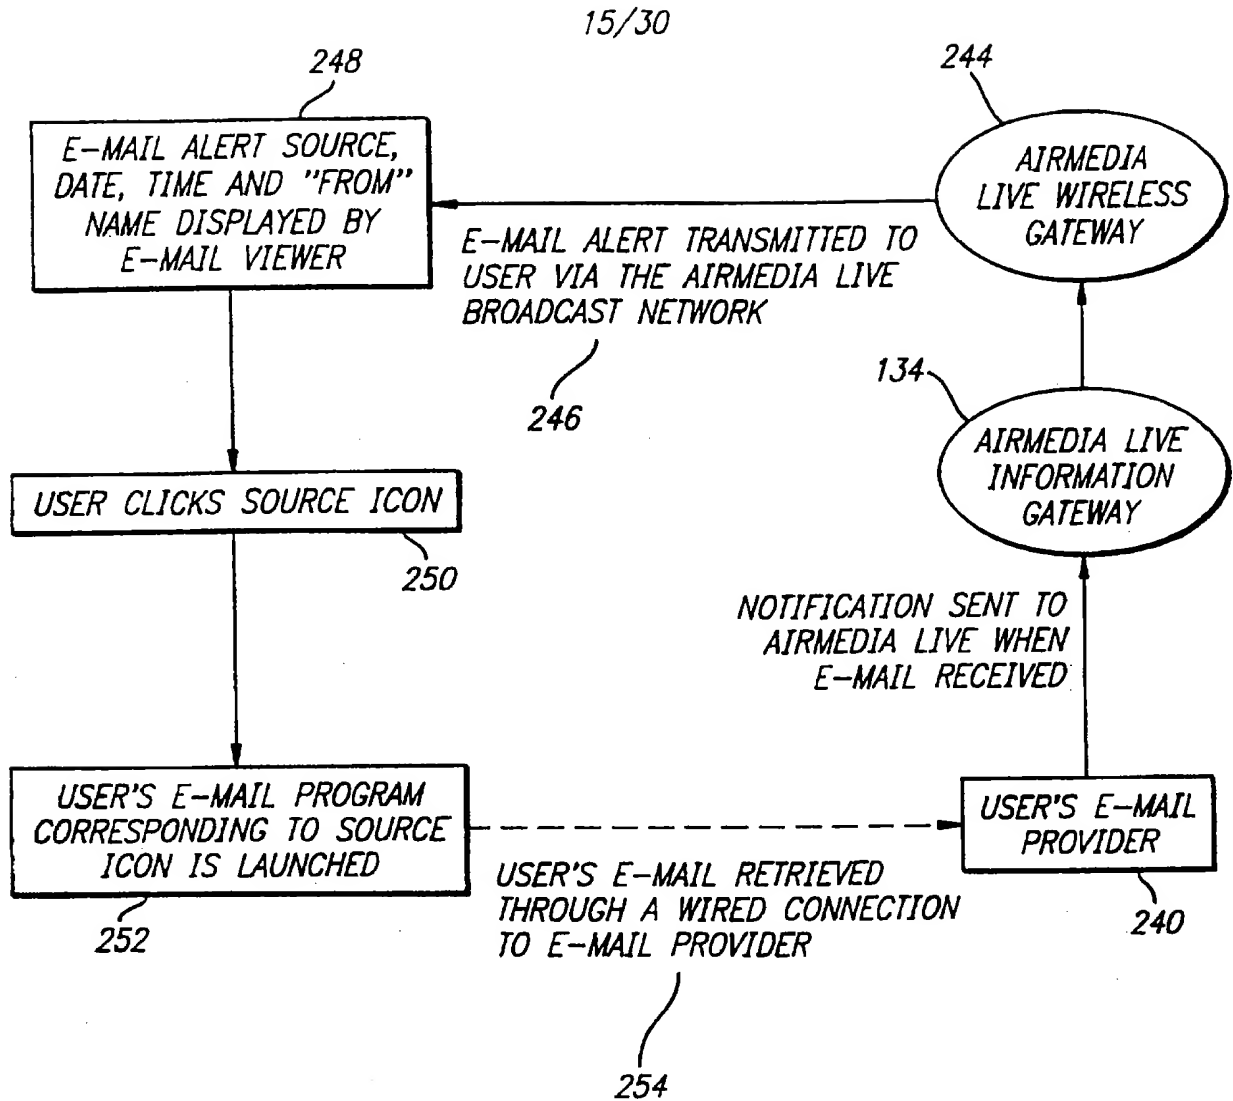 15/30
248
E-MAIL ALERT SOURCE,
DATE, TIME AND "FROM"
NAME DISPLAYED BY
E-MAIL VIEWER
244
AIRMEDIA
LIVE WIRELESS
GATEWAY
E-MAIL ALERT TRANSMITTED TO
USER VIA THE AIRMEDIA LIVE
BROADCAST NETWORK
246
134
AIRMEDIA LIVE
INFORMATION
GATEWAY
USER CLICKS SOURCE ICON
250
NOTIFICATION SENT TO
AIRMEDIA LIVE WHEN
E-MAIL RECEIVED
USER'S E-MAIL PROGRAM
CORRESPONDING TO SOURCE
ICON IS LAUNCHED
252
USER'S E-MAIL RETRIEVED
THROUGH A WIRED CONNECTION
TO E-MAIL PROVIDER
254
USER'S E-MAIL
PROVIDER
240